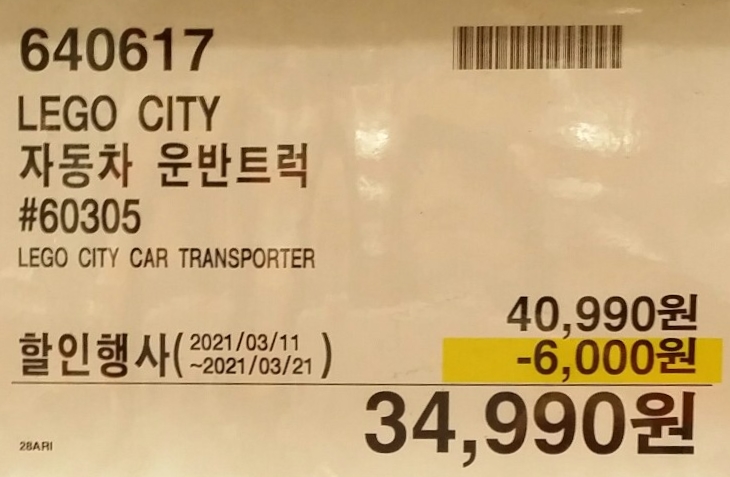 640617
LEGO CITY
자동차 운반트럭
#60305
LEGO CITY CAR TRANSPORTER
40,990원
할인행사( 2021/03/11 ~2021/03/21 )
-6,000원
34,990원
28ARI